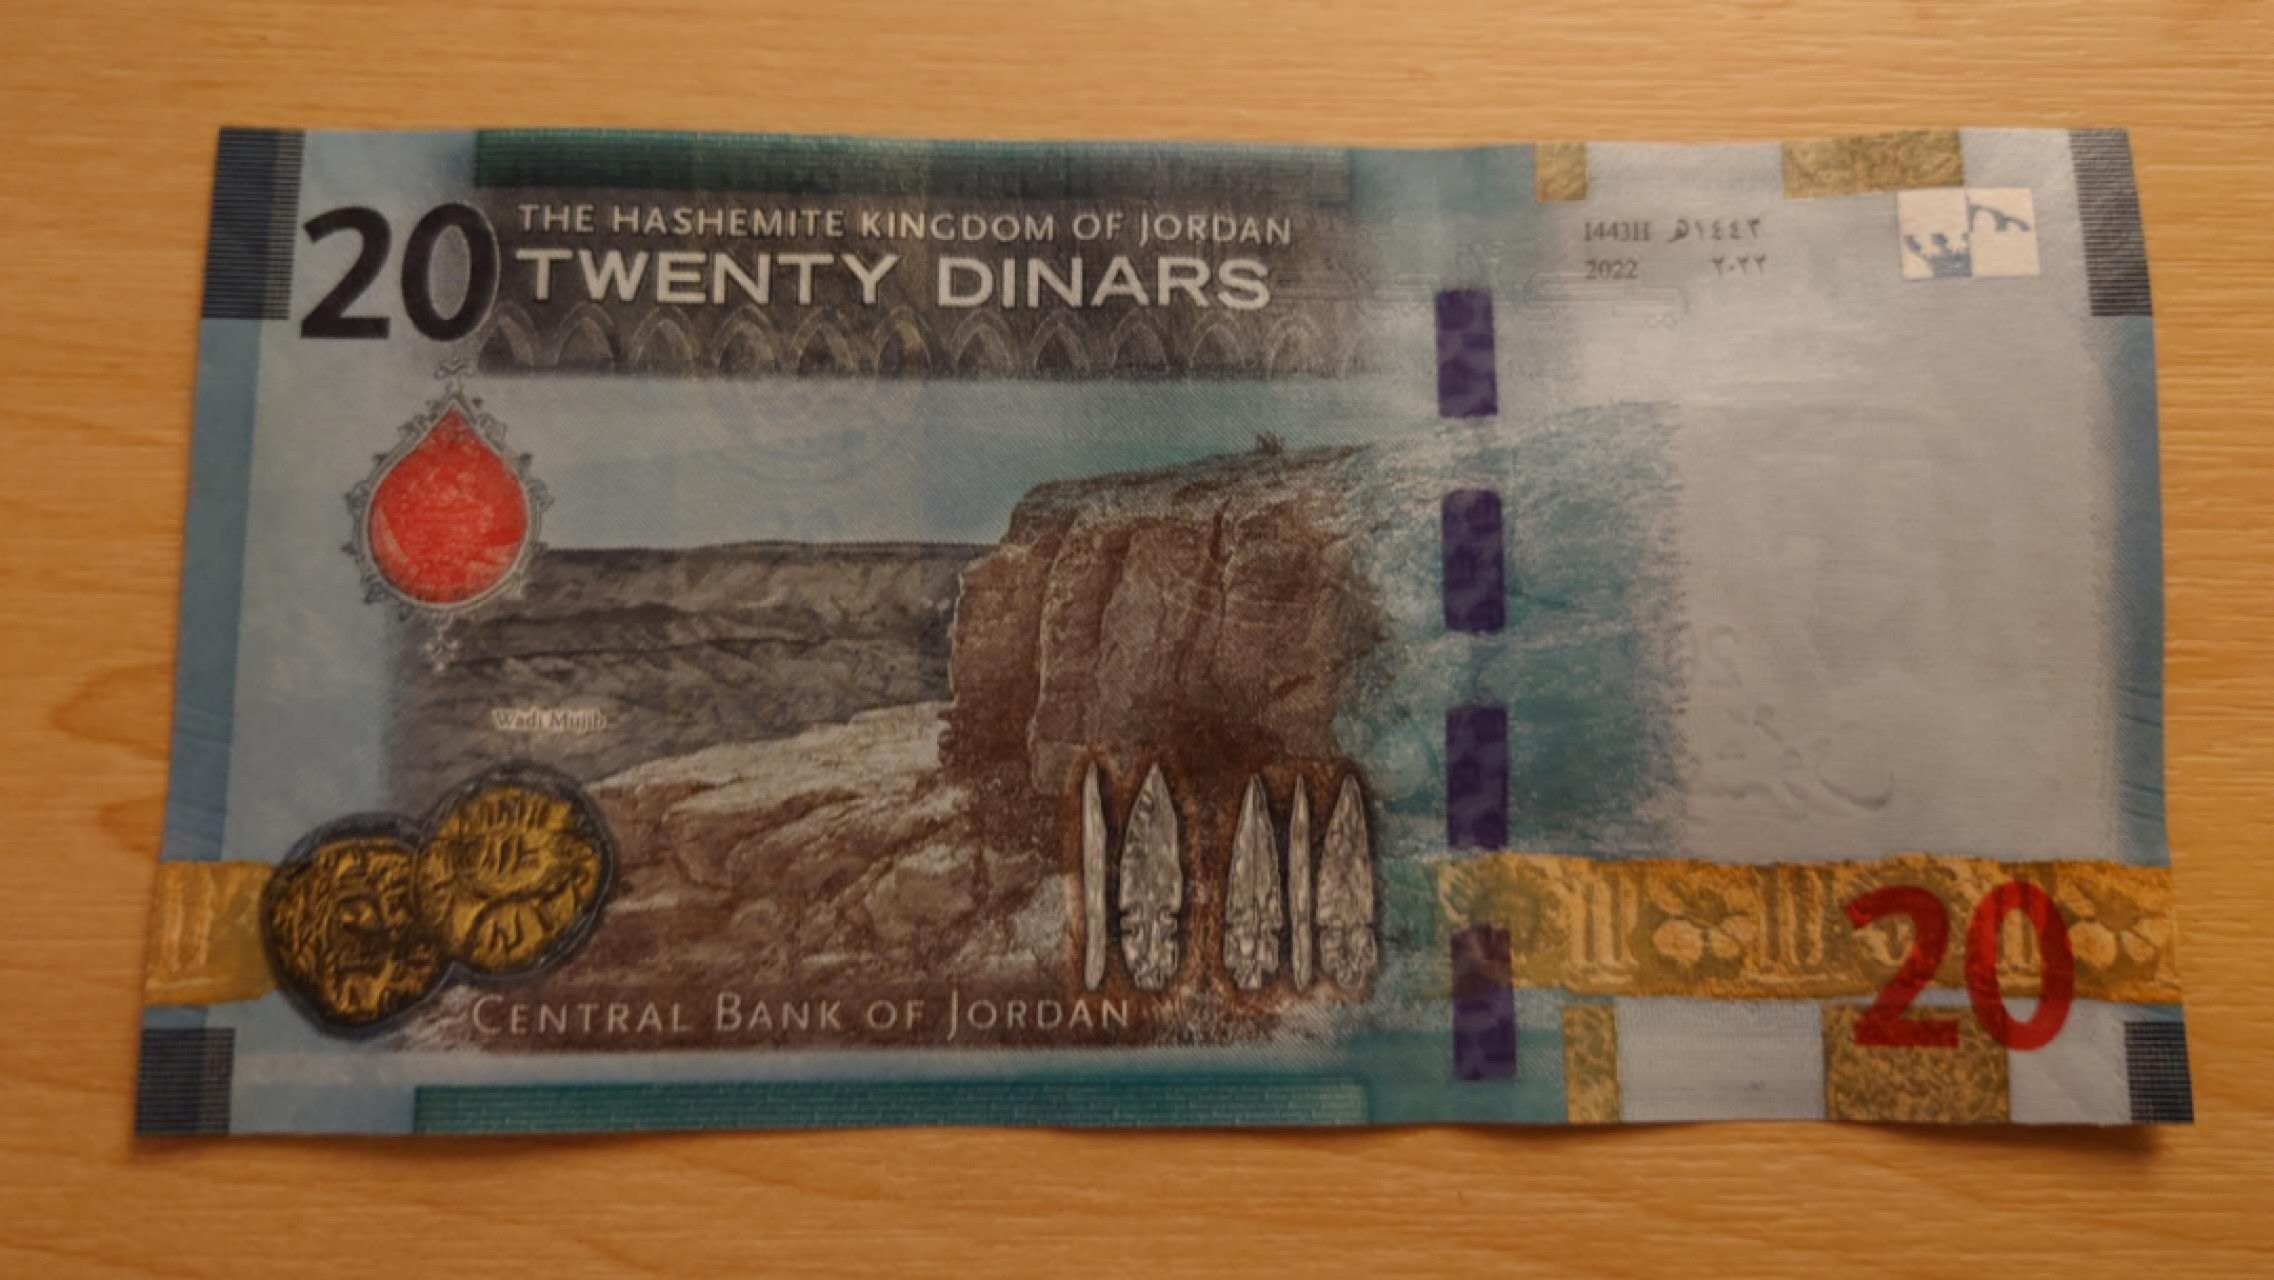 20
THE HASHEMITE KINGDOM OF JORDAN
TWENTY DINARS
1443H ١٤٤٣هـ
2022 ٢٠٢٢
Wadi Mujib
CENTRAL BANK OF JORDAN
20